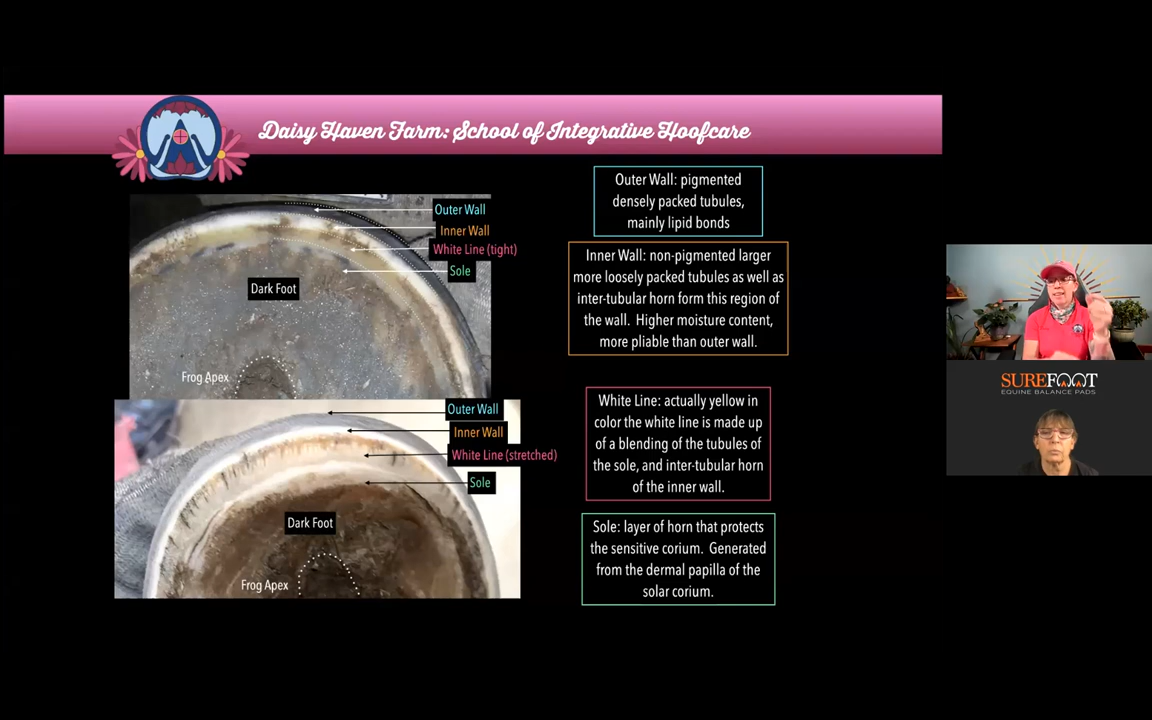 Daisy Haven Farm: School of Integrative Hoofcare
Outer Wall
Inner Wall
White Line (tight)
Sole
Dark Foot
Frog Apex
Outer Wall
Inner Wall
White Line (stretched)
Sole
Dark Foot
Frog Apex
Outer Wall: pigmented
densely packed tubules,
mainly lipid bonds
Inner Wall: non-pigmented larger
more loosely packed tubules as well as
inter-tubular horn form this region of
the wall. Higher moisture content,
more pliable than outer wall.
White Line: actually yellow in
color the white line is made up
of a blending of the tubules of
the sole, and inter-tubular horn
of the inner wall.
Sole: layer of horn that protects
the sensitive corium. Generated
from the dermal papilla of the
solar corium.
SUREFOOT
EQUINE BALANCE PADS